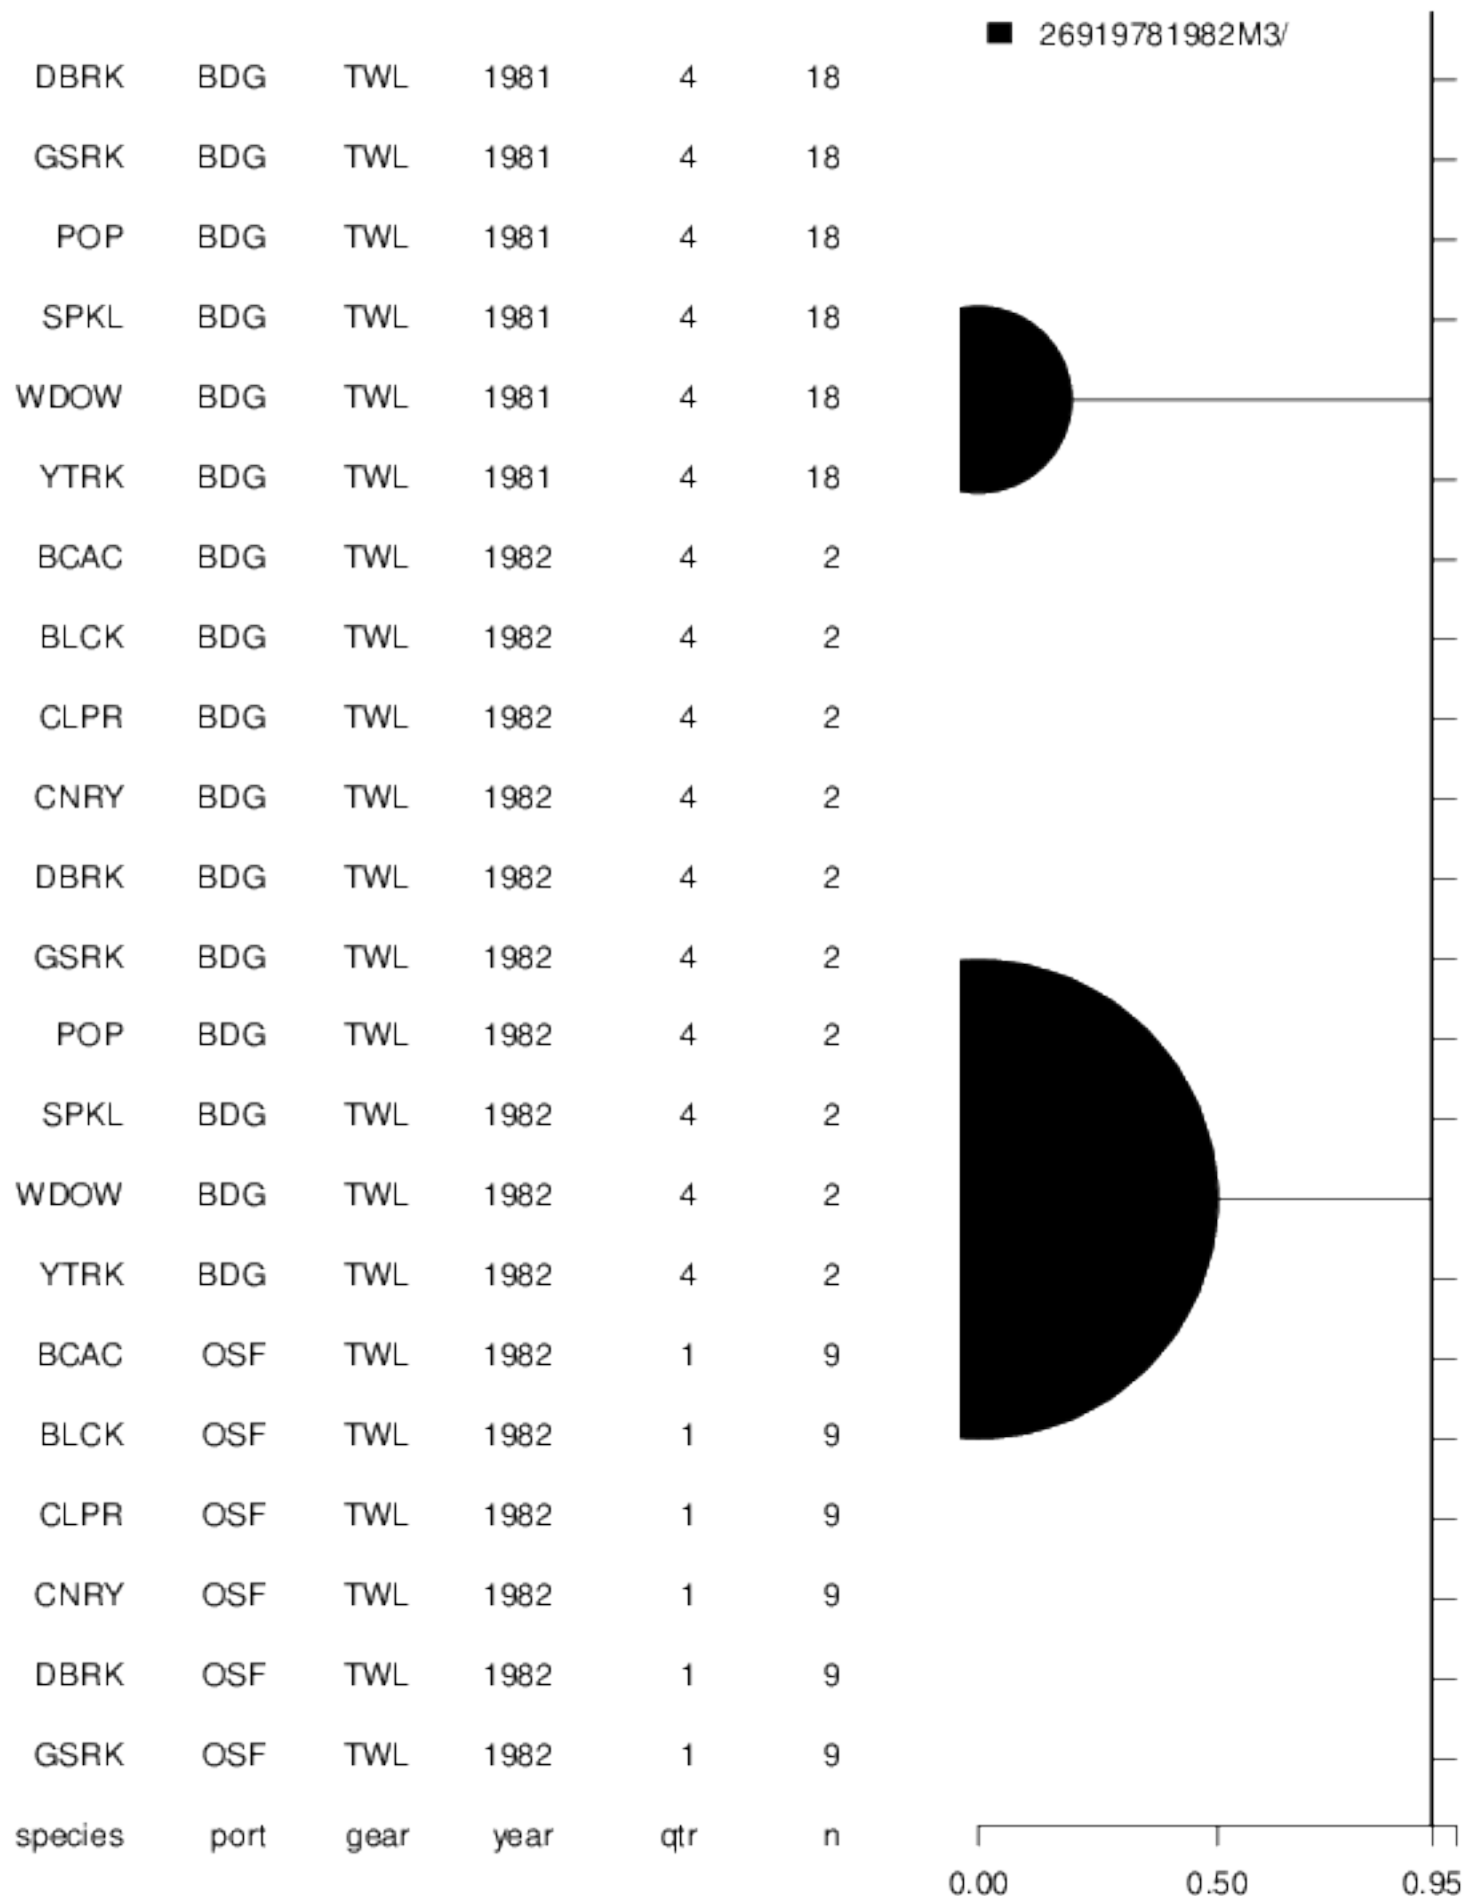 26919781982M3/
DBRK BDG TWL 1981 4 18
GSRK BDG TWL 1981 4 18
POP BDG TWL 1981 4 18
SPKL BDG TWL 1981 4 18
WDOW BDG TWL 1981 4 18
YTRK BDG TWL 1981 4 18
BCAC BDG TWL 1982 4 2
BLCK BDG TWL 1982 4 2
CLPR BDG TWL 1982 4 2
CNRY BDG TWL 1982 4 2
DBRK BDG TWL 1982 4 2
GSRK BDG TWL 1982 4 2
POP BDG TWL 1982 4 2
SPKL BDG TWL 1982 4 2
WDOW BDG TWL 1982 4 2
YTRK BDG TWL 1982 4 2
BCAC OSF TWL 1982 1 9
BLCK OSF TWL 1982 1 9
CLPR OSF TWL 1982 1 9
CNRY OSF TWL 1982 1 9
DBRK OSF TWL 1982 1 9
GSRK OSF TWL 1982 1 9
species port gear year qtr n
0.00 0.50 0.95